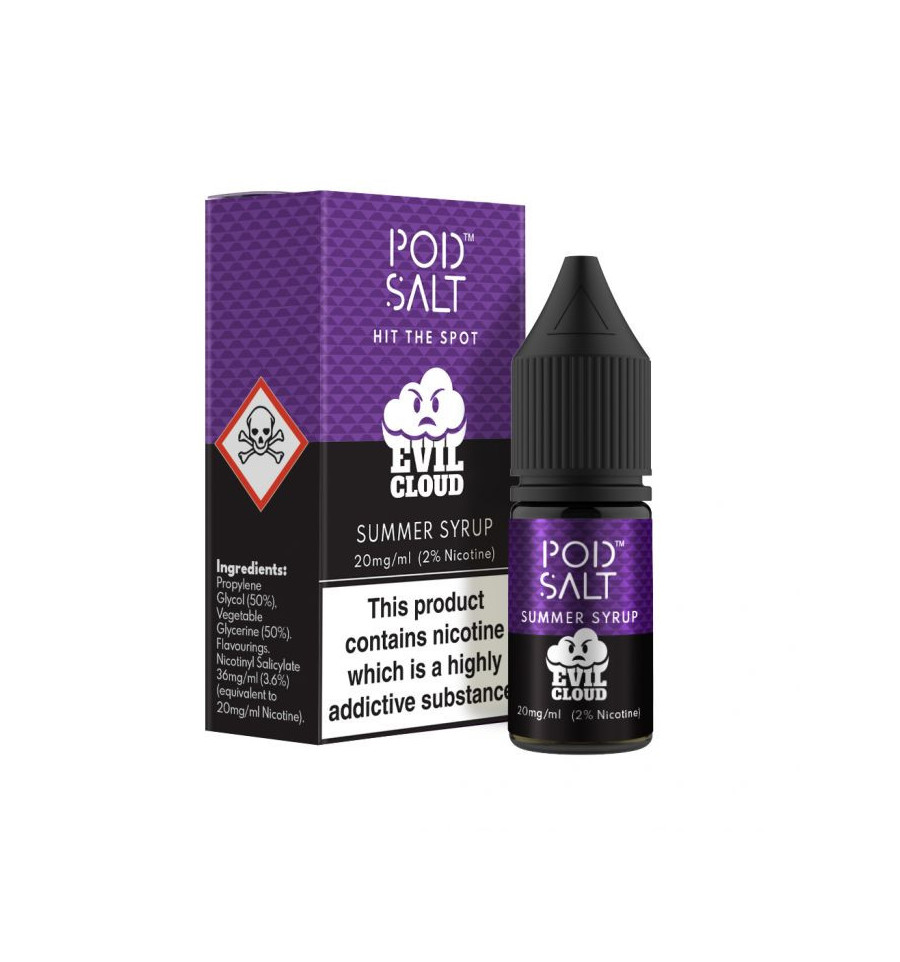 POD™
SALT
HIT THE SPOT
EVIL
CLOUD
SUMMER SYRUP
20mg/ml (2% Nicotine)
This product
contains nicotine
which is a highly
addictive substance
Ingredients:
Propylene
Glycol (50%),
Vegetable
Glycerine (50%).
Flavourings.
Nicotinyl Salicylate
36mg/ml (3.6%)
(equivalent to
20mg/ml Nicotine).
POD™
SALT
SUMMER SYRUP
EVIL
CLOUD
20mg/ml (2% Nicotine)